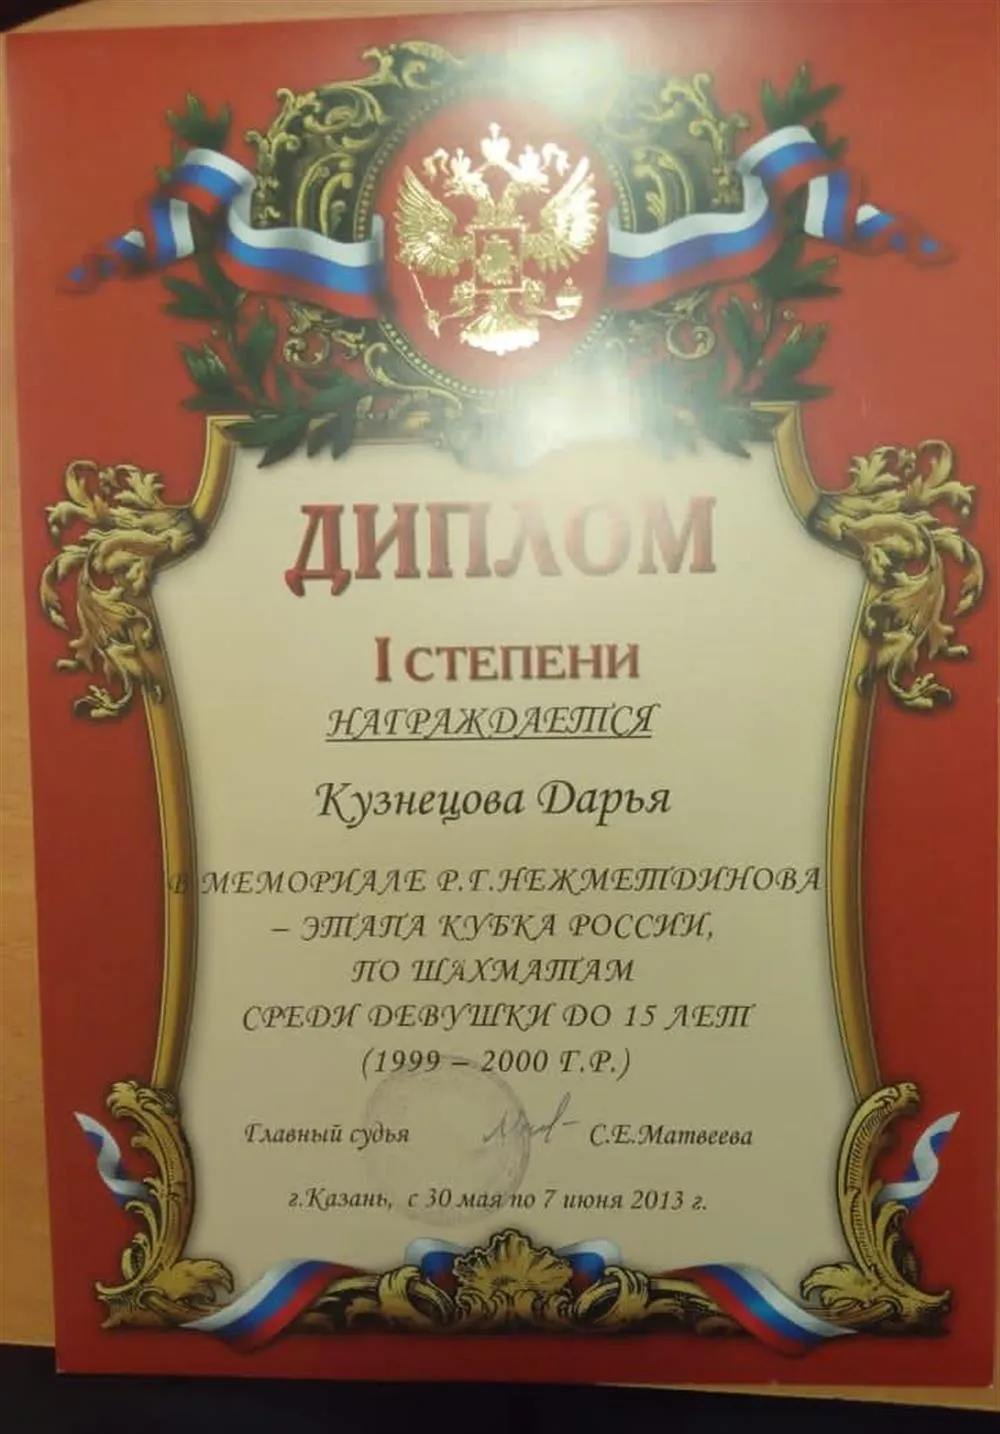 ДИПЛОМ
I СТЕПЕНИ
НАГРАЖДАЕТСЯ
Кузнецова Дарья
В МЕМОРИАЛЕ Р.Г.НЕЖМЕТДИНОВА
– ЭТАПА КУБКА РОССИИ,
ПО ШАХМАТАМ
СРЕДИ ДЕВУШКИ ДО 15 ЛЕТ
(1999 – 2000 Г.Р.)
Главный судья С.Е.Матвеева
г.Казань, с 30 мая по 7 июня 2013 г.